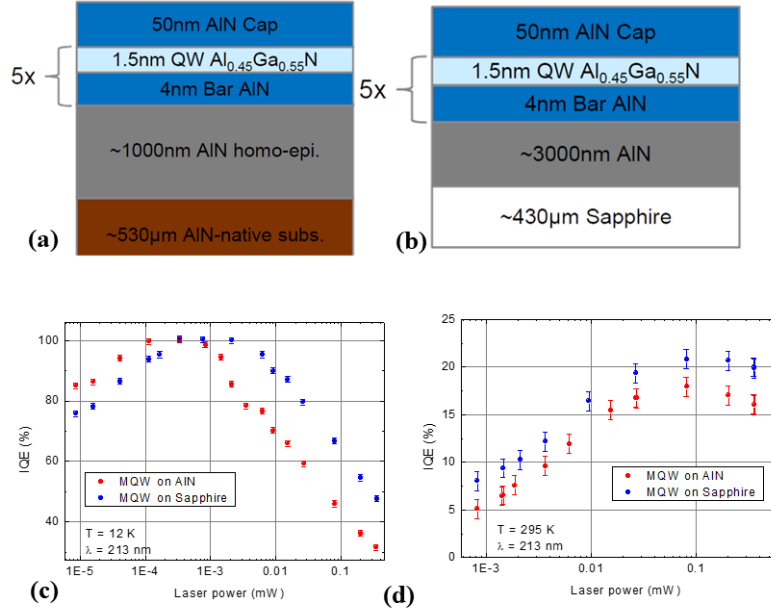 50nm AlN Cap
5x
1.5nm QW Al0.45Ga0.55N
4nm Bar AlN
~1000nm AlN homo-epi.
(a)
~530µm AlN-native subs.
50nm AlN Cap
5x
1.5nm QW Al0.45Ga0.55N
4nm Bar AlN
~3000nm AlN
(b)
~430µm Sapphire
100
80
60
40
IQE (%)
MQW on AlN
MQW on Sapphire
T = 12 K
λ = 213 nm
1E-5
1E-4
1E-3
0.01
0.1
(c)
Laser power (mW)
25
20
15
10
5
0
IQE (%)
MQW on AlN
MQW on Sapphire
T = 295 K
λ = 213 nm
1E-3
0.01
0.1
(d)
Laser power (mW)